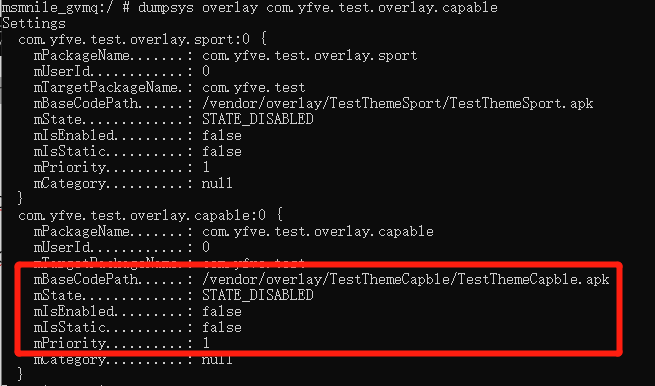 msmnile_gvmq:/ # dumpsys overlay com.yfve.test.overlay.capable
Settings
  com.yfve.test.overlay.sport:0 {
    mPackageName.......: com.yfve.test.overlay.sport
    mUserId............: 0
    mTargetPackageName.: com.yfve.test
    mBaseCodePath......: /vendor/overlay/TestThemeSport/TestThemeSport.apk
    mState.............: STATE_DISABLED
    mIsEnabled.........: false
    mIsStatic..........: false
    mPriority..........: 1
    mCategory..........: null
  }
  com.yfve.test.overlay.capable:0 {
    mPackageName.......: com.yfve.test.overlay.capable
    mUserId............: 0
    mTargetPackageName.: com.yfve.test
    mBaseCodePath......: /vendor/overlay/TestThemeCapble/TestThemeCapble.apk
    mState.............: STATE_DISABLED
    mIsEnabled.........: false
    mIsStatic..........: false
    mPriority..........: 1
    mCategory..........: null
  }